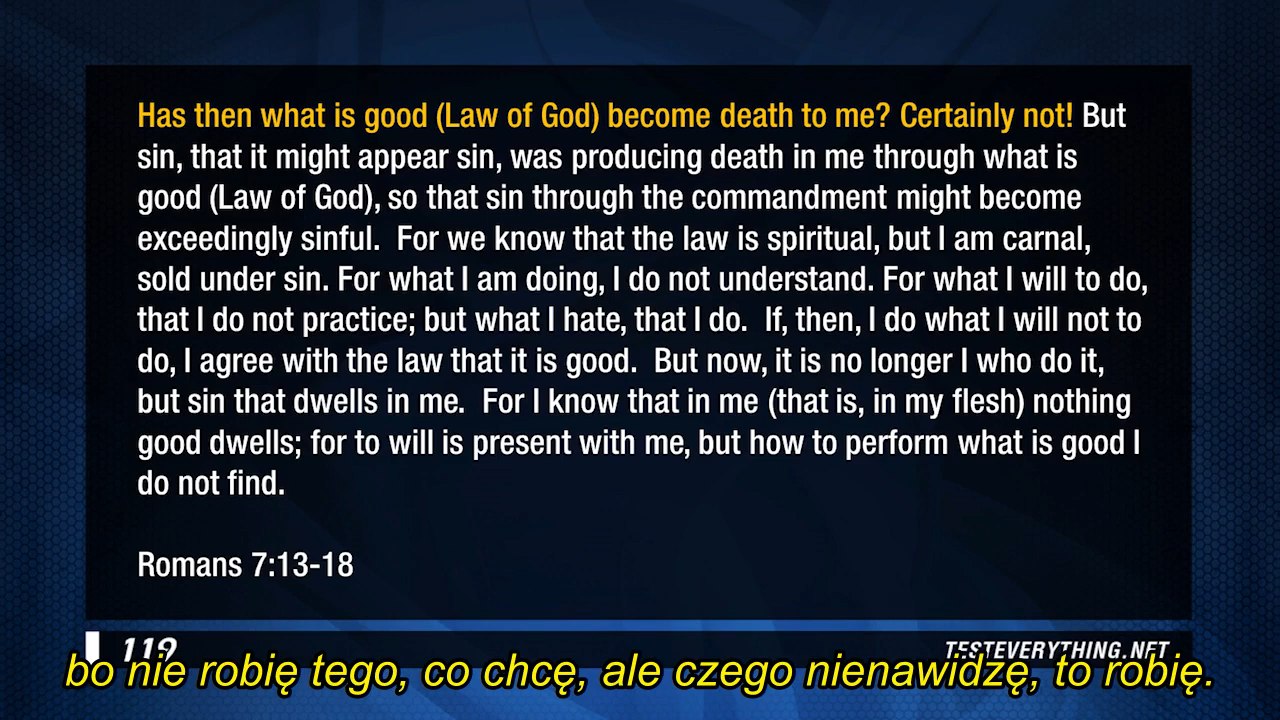 Has then what is good (Law of God) become death to me? Certainly not! But
sin, that it might appear sin, was producing death in me through what is
good (Law of God), so that sin through the commandment might become
exceedingly sinful.  For we know that the law is spiritual, but I am carnal,
sold under sin. For what I am doing, I do not understand. For what I will to do,
that I do not practice; but what I hate, that I do.  If, then, I do what I will not to
do, I agree with the law that it is good.  But now, it is no longer I who do it,
but sin that dwells in me.  For I know that in me (that is, in my flesh) nothing
good dwells; for to will is present with me, but how to perform what is good I
do not find.
Romans 7:13-18
119
TESTEVERYTHING.NET
bo nie robię tego, co chcę, ale czego nienawidzę, to robię.